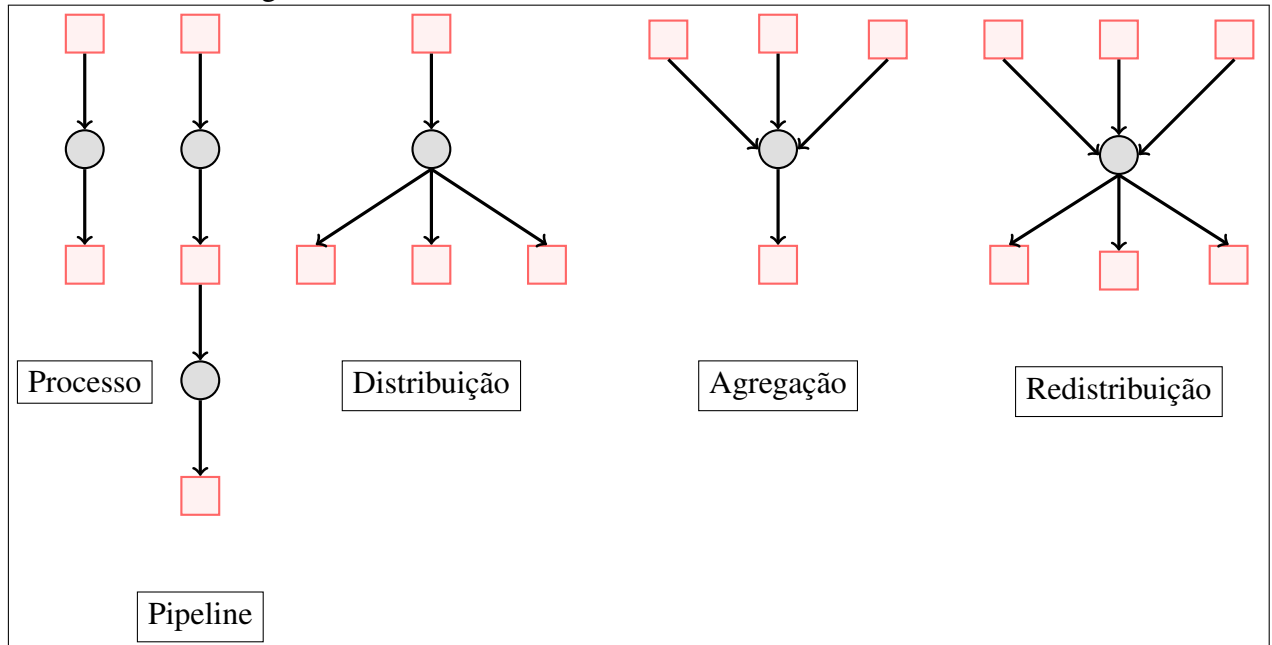 Processo
Distribuição
Agregação
Redistribuição
Pipeline